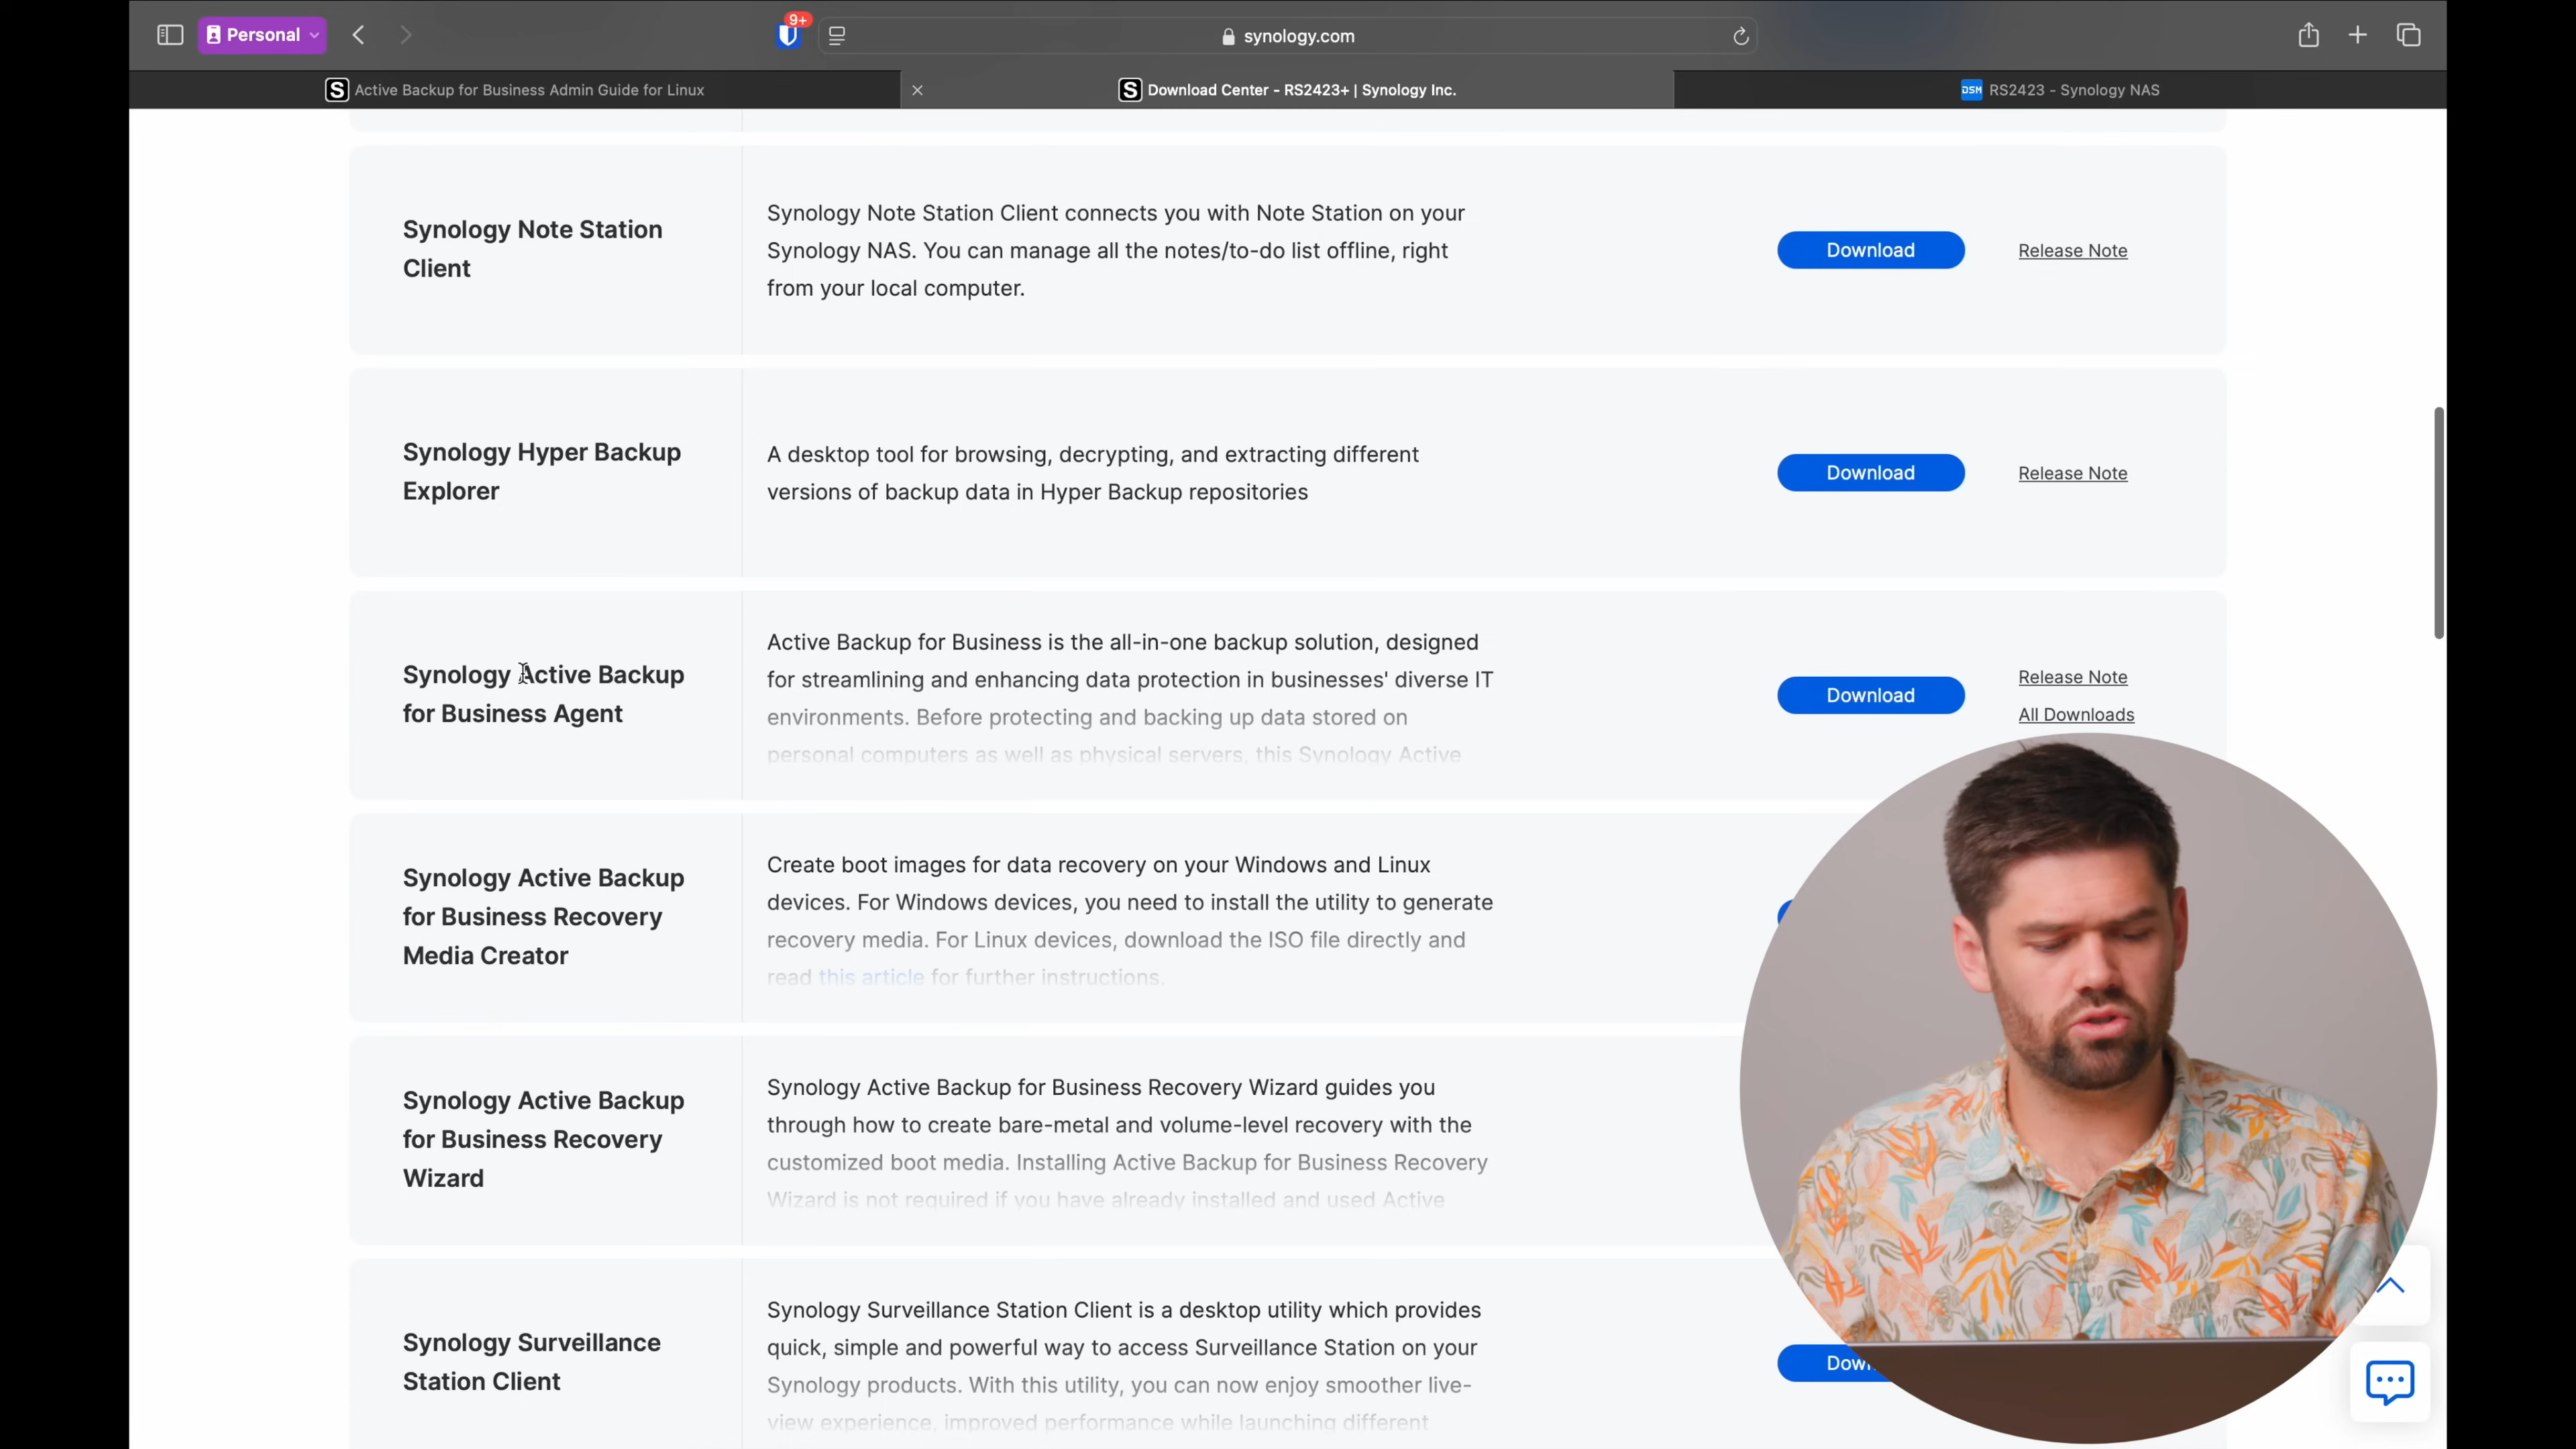 Personal
9+
synology.com
S Active Backup for Business Admin Guide for Linux
S Download Center - RS2423+ | Synology Inc.
DSM RS2423 - Synology NAS
Synology Note Station
Client
Synology Note Station Client connects you with Note Station on your
Synology NAS. You can manage all the notes/to-do list offline, right
from your local computer.
Download
Release Note
Synology Hyper Backup
Explorer
A desktop tool for browsing, decrypting, and extracting different
versions of backup data in Hyper Backup repositories
Download
Release Note
Synology Active Backup
for Business Agent
Active Backup for Business is the all-in-one backup solution, designed
for streamlining and enhancing data protection in businesses' diverse IT
environments. Before protecting and backing up data stored on
personal computers as well as physical servers, this Synology Active
Download
Release Note
All Downloads
Synology Active Backup
for Business Recovery
Media Creator
Create boot images for data recovery on your Windows and Linux
devices. For Windows devices, you need to install the utility to generate
recovery media. For Linux devices, download the ISO file directly and
read this article for further instructions.
Synology Active Backup
for Business Recovery
Wizard
Synology Active Backup for Business Recovery Wizard guides you
through how to create bare-metal and volume-level recovery with the
customized boot media. Installing Active Backup for Business Recovery
Wizard is not required if you have already installed and used Active
Synology Surveillance
Station Client
Synology Surveillance Station Client is a desktop utility which provides
quick, simple and powerful way to access Surveillance Station on your
Synology products. With this utility, you can now enjoy smoother live-
view experience, improved performance while launching different